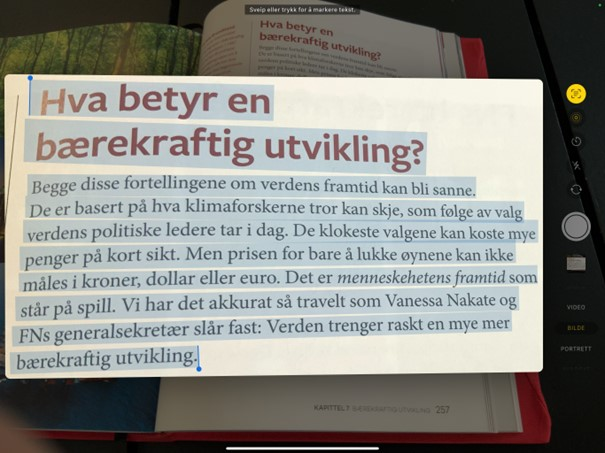 Sveip eller trykk for å markere tekst.
Hva betyr en
bærekraftig utvikling?
Hva betyr en
bærekraftig utvikling?
Begge disse fortellingene om verdens framtid kan bli sanne.
De er basert på hva klimaforskerne tror kan skje, som følge av valg
verdens politiske ledere tar i dag. De klokeste valgene kan koste mye
penger på kort sikt. Men prisen for bare å lukke øynene kan ikke
måles i kroner, dollar eller euro. Det er menneskehetens framtid som
står på spill. Vi har det akkurat så travelt som Vanessa Nakate og
FNs generalsekretær slår fast: Verden trenger raskt en mye mer
bærekraftig utvikling.
VIDEO
BILDE
PORTRETT
KAPITTEL 7 BÆREKRAFTIG UTVIKLING 257